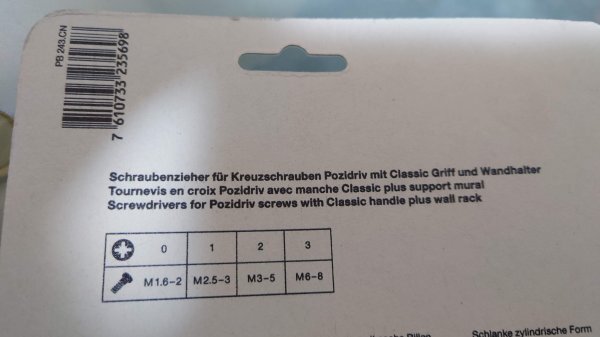 PB 243.CN
7 610733 235698
Schraubenzieher für Kreuzschrauben Pozidriv mit Classic Griff und Wandhalter
Tournevis en croix Pozidriv avec manche Classic plus support mural
Screwdrivers for Pozidriv screws with Classic handle plus wall rack
0 1 2 3
M1.6–2 M2.5–3 M3–5 M6–8
Schlanke zylindrische Form